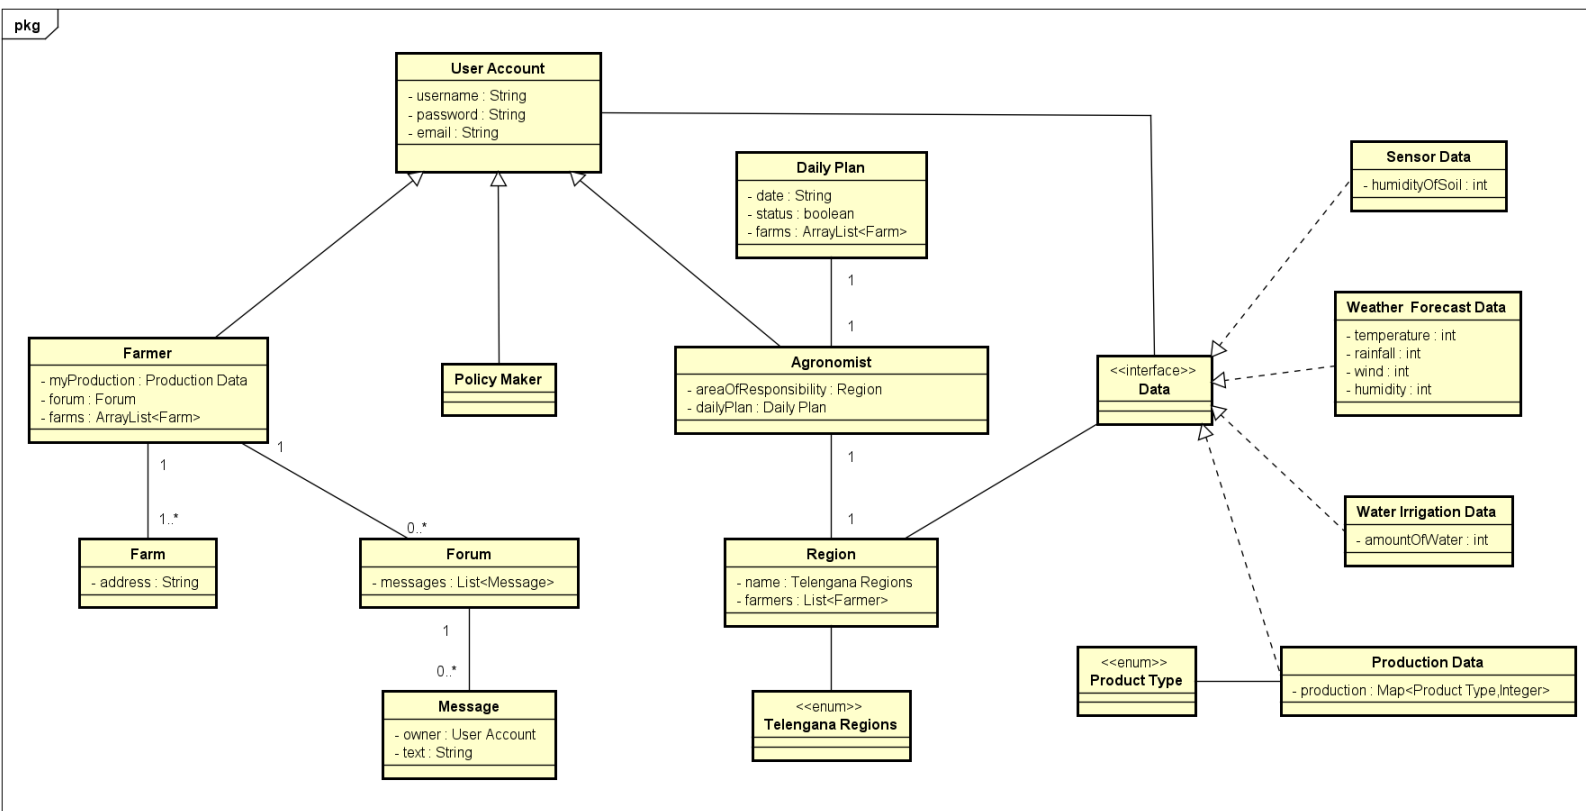 pkg
User Account
- username : String
- password : String
- email : String
Daily Plan
- date : String
- status : boolean
- farms : ArrayList<Farm>
Sensor Data
- humidityOfSoil : int
1
1
Weather Forecast Data
- temperature : int
- rainfall : int
- wind : int
- humidity : int
Farmer
- myProduction : Production Data
- forum : Forum
- farms : ArrayList<Farm>
Policy Maker
Agronomist
- areaOfResponsibility : Region
- dailyPlan : Daily Plan
<<interface>>
Data
1
1
1
1..*
0..*
1
Water Irrigation Data
- amountOfWater : int
Farm
- address : String
Forum
- messages : List<Message>
Region
- name : Telengana Regions
- farmers : List<Farmer>
1
0..*
<<enum>>
Product Type
Production Data
- production : Map<Product Type,Integer>
Message
- owner : User Account
- text : String
<<enum>>
Telengana Regions